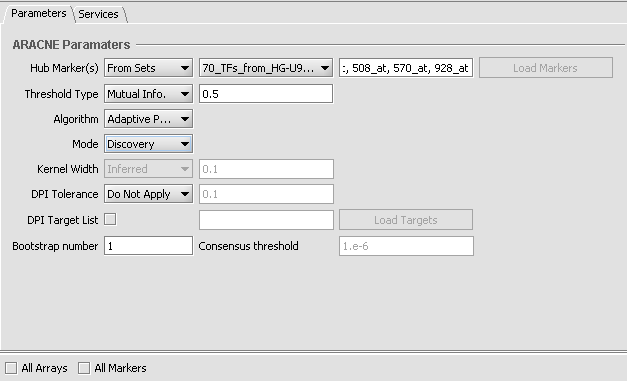 Parameters Services
ARACNE Paramaters
Hub Marker(s) From Sets 70_TFs_from_HG-U9... :, 508_at, 570_at, 928_at Load Markers
Threshold Type Mutual Info. 0.5
Algorithm Adaptive P...
Mode Discovery
Kernel Width Inferred 0.1
DPI Tolerance Do Not Apply 0.1
DPI Target List Load Targets
Bootstrap number 1 Consensus threshold 1.e-6
All Arrays All Markers